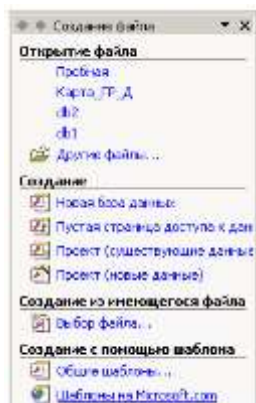 Создание файла
Открытие файла
Пробная
Карта_ГР_Д
db2
db1
Другие файлы...
Создание
Новая база данных
Пустая страница доступа к дан
Проект (существующие данные
Проект (новые данные)
Создание из имеющегося файла
Выбор файла...
Создание с помощью шаблона
Общие шаблоны...
Шаблоны на Microsoft.com